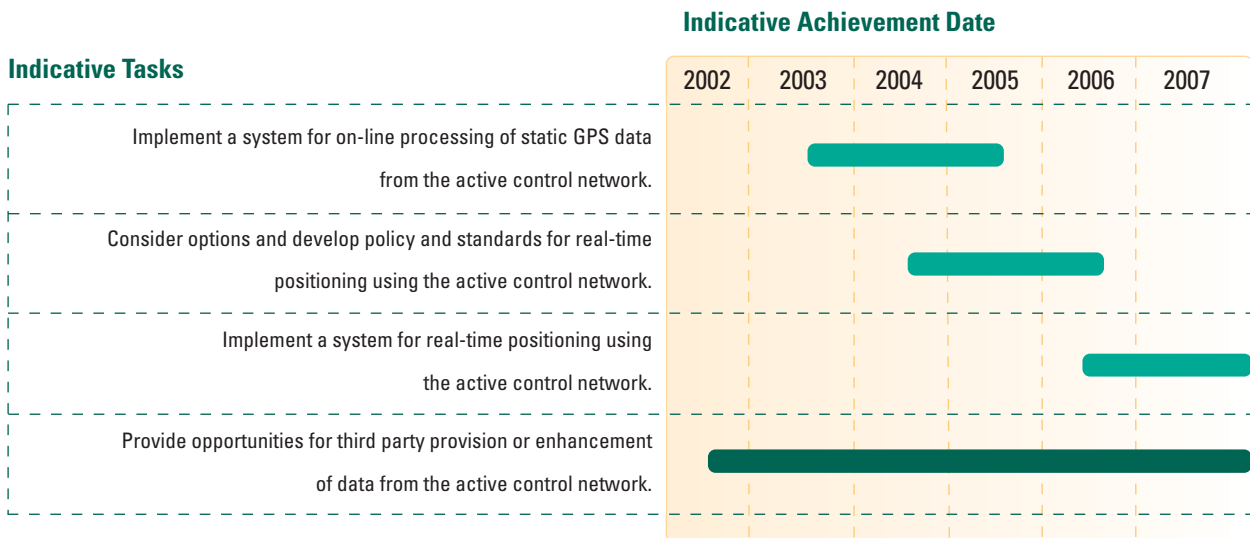 Indicative Achievement Date
Indicative Tasks
2002 2003 2004 2005 2006 2007
Implement a system for on-line processing of static GPS data
from the active control network.
Consider options and develop policy and standards for real-time
positioning using the active control network.
Implement a system for real-time positioning using
the active control network.
Provide opportunities for third party provision or enhancement
of data from the active control network.